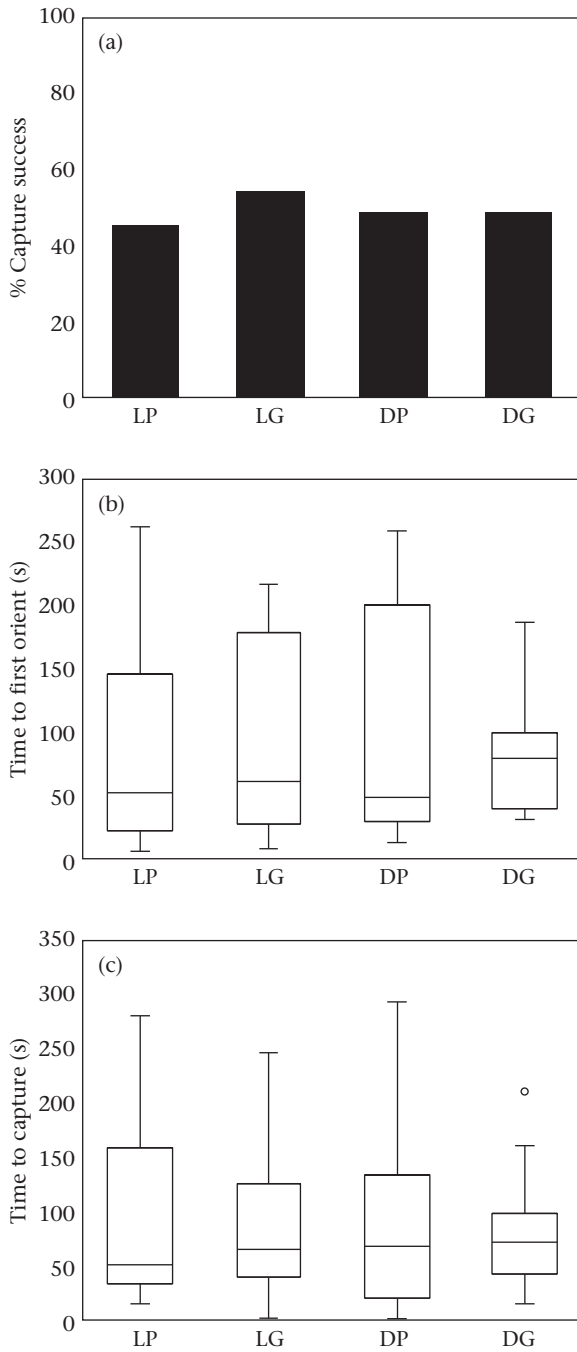 100
(a)
80
60
40
20
0
% Capture success
LP LG DP DG
300
(b)
250
200
150
100
50
0
Time to first orient (s)
LP LG DP DG
350
(c)
300
250
200
150
100
50
0
Time to capture (s)
LP LG DP DG